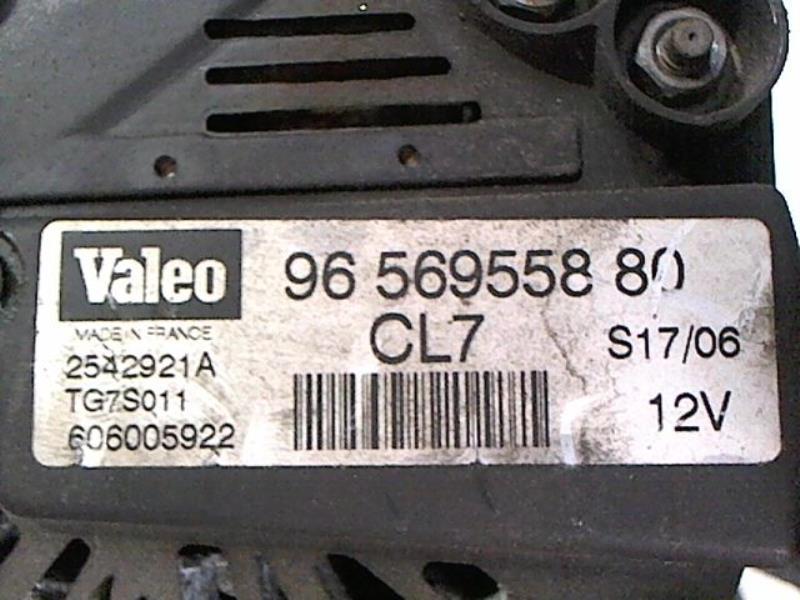 Valeo
96 569558 80
MADE IN FRANCE
CL7
S17/06
2542921A
TG7S011
12V
606005922